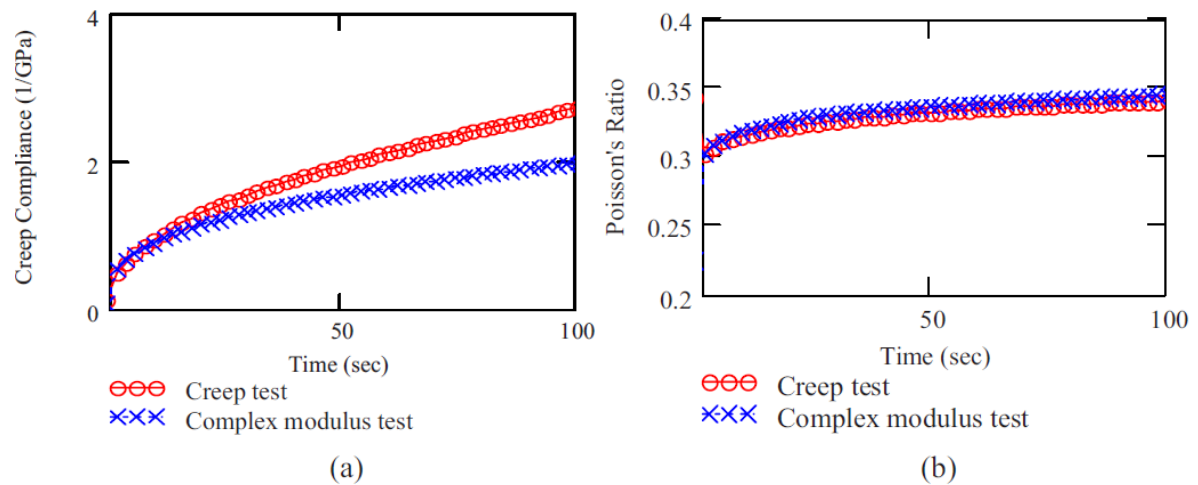 4
2
0
Creep Compliance (1/GPa)
50
100
Time (sec)
Creep test
Complex modulus test
(a)
0.4
0.35
0.3
0.25
0.2
Poisson's Ratio
50
100
Time (sec)
Creep test
Complex modulus test
(b)